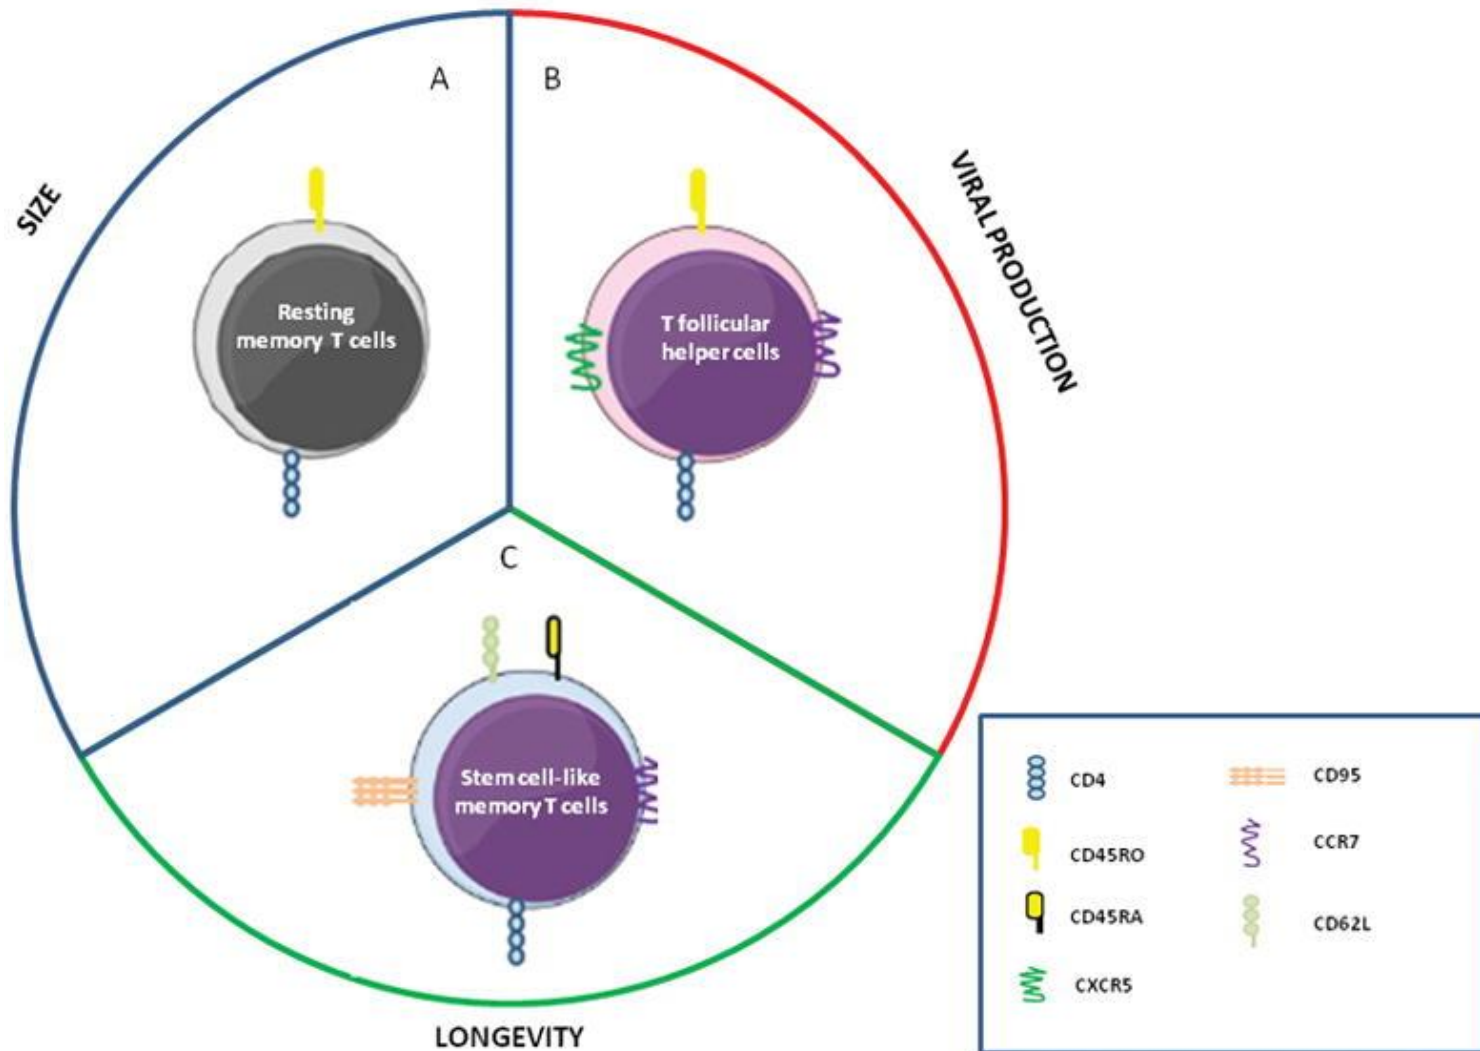 A
B
SIZE
VIRAL PRODUCTION
Resting
memory T cells
T follicular
helper cells
C
Stem cell-like
memory T cells
LONGEVITY
CD4
CD45RO
CD45RA
CXCR5
CD95
CCR7
CD62L